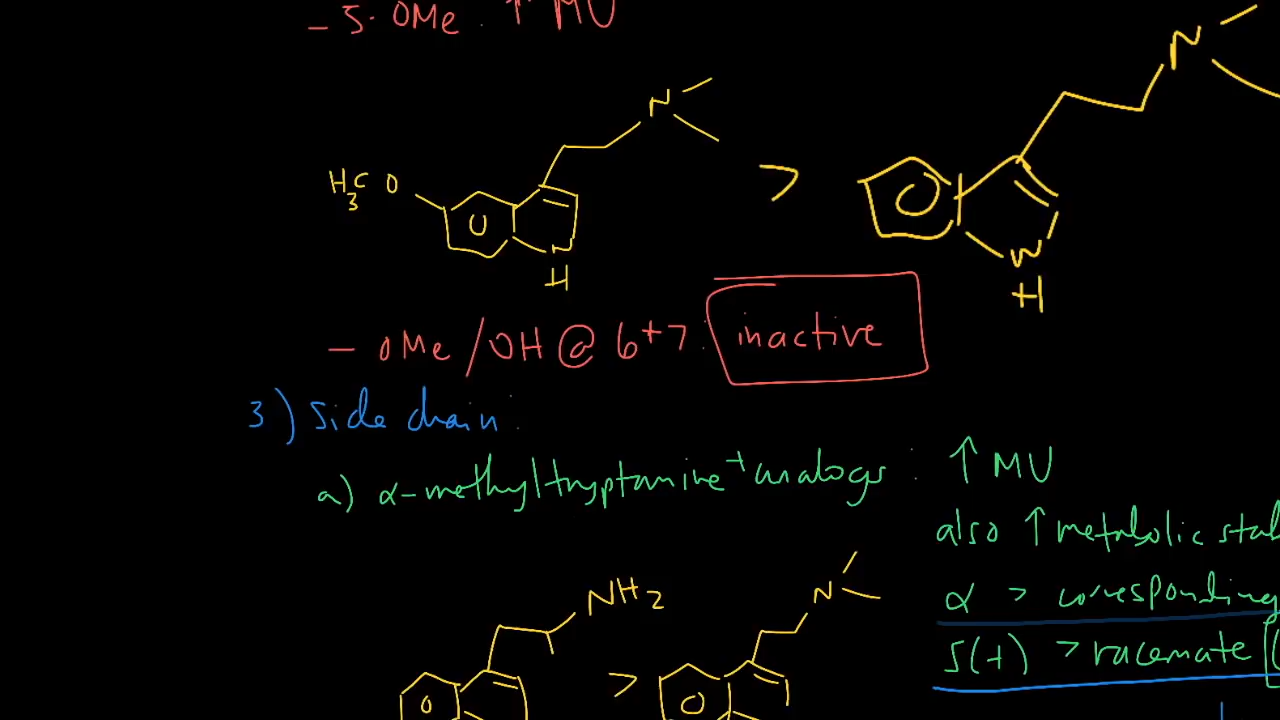 - 5-OMe : ↑ MU
N
N
H3C O
>
N
H
N
H
- OMe/OH @ 6+7 : inactive
3) side chain :
a) α-methyltryptamine + analogs : ↑ MU
also ↑ metabolic stab
α > corresponding
S(+) > racemate (
NH2
N
>